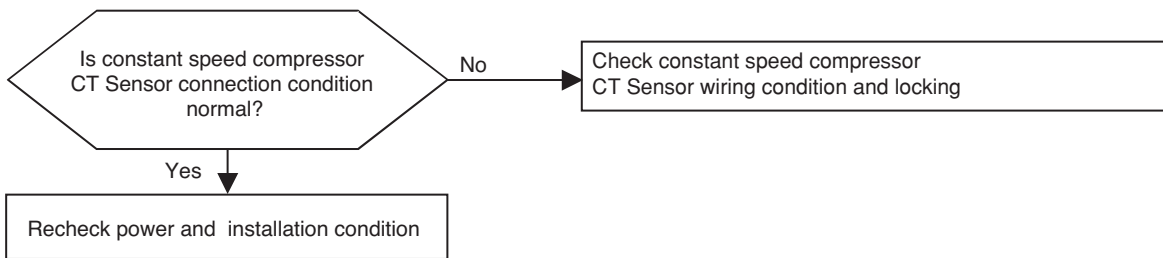 Is constant speed compressor
CT Sensor connection condition
normal?
No
Check constant speed compressor
CT Sensor wiring condition and locking
Yes
Recheck power and installation condition